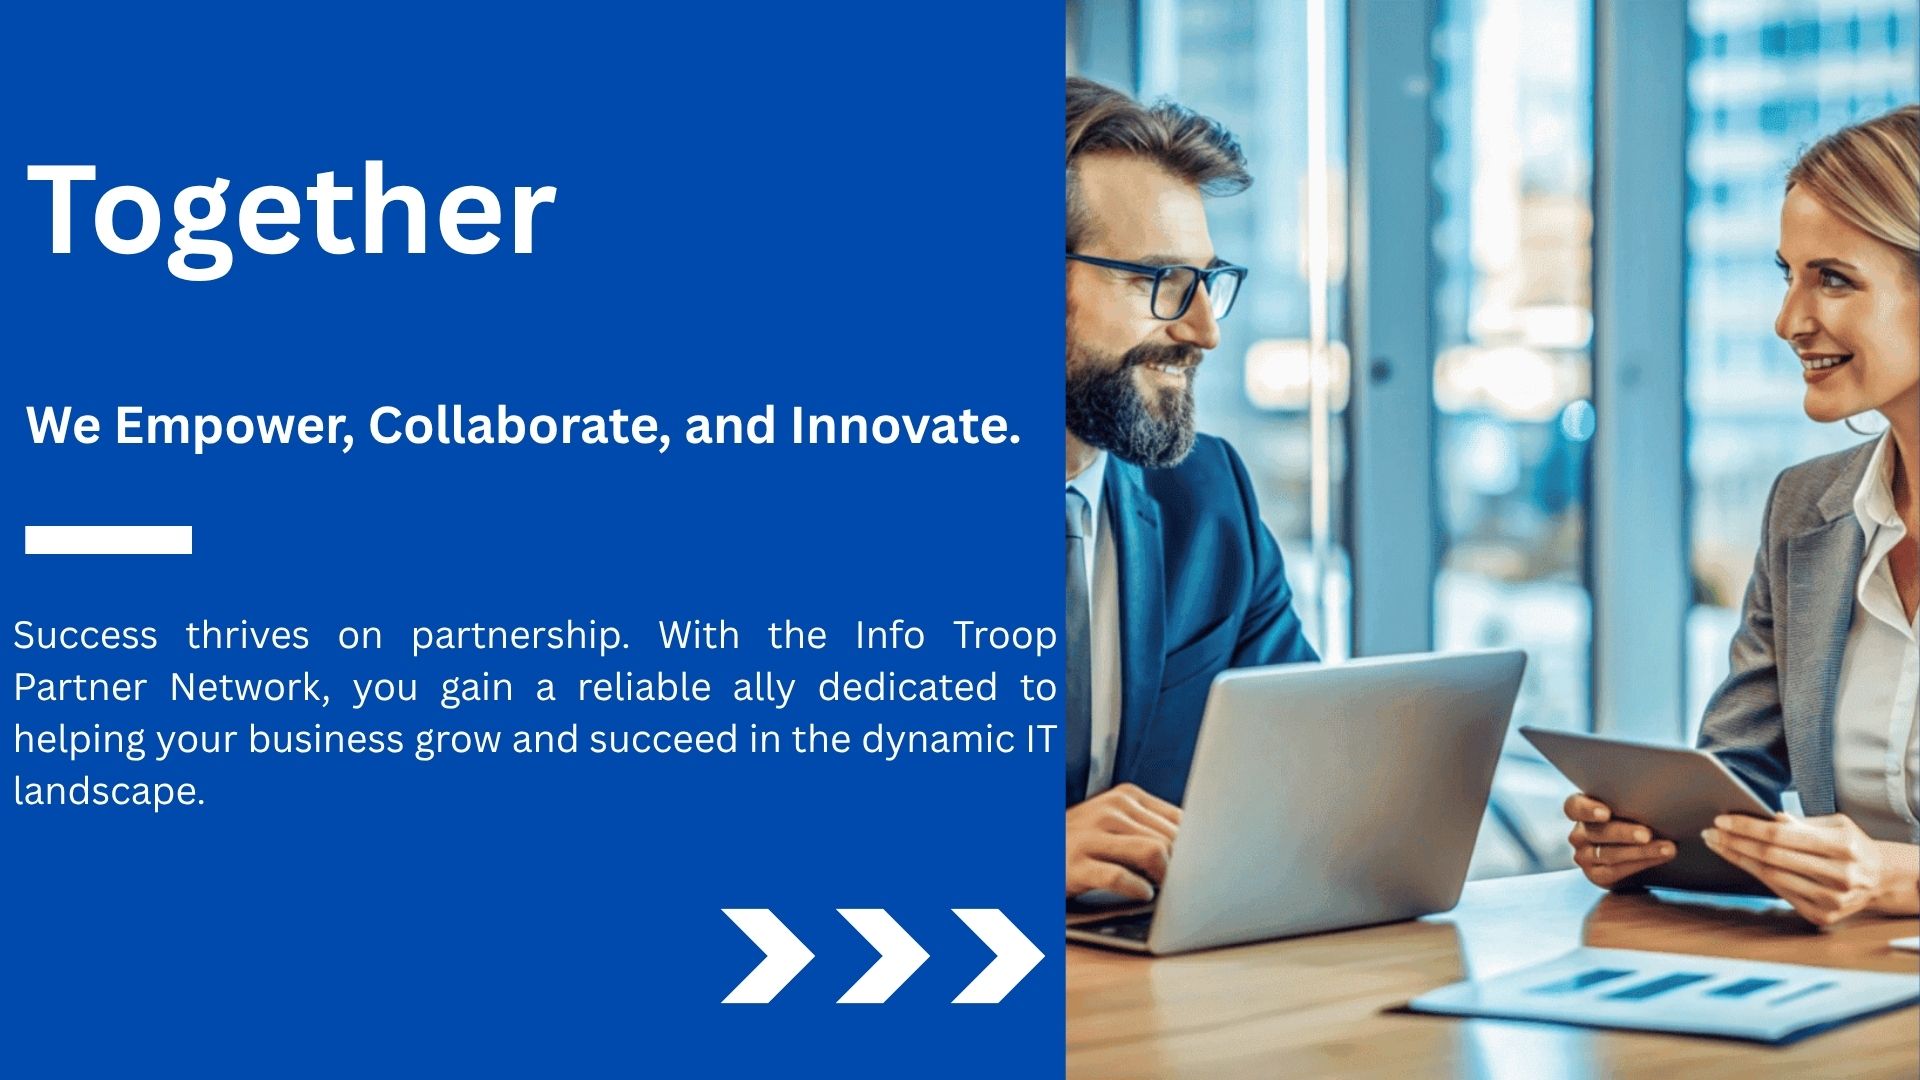 Together
We Empower, Collaborate, and Innovate.
Success thrives on partnership. With the Info Troop
Partner Network, you gain a reliable ally dedicated to
helping your business grow and succeed in the dynamic IT
landscape.